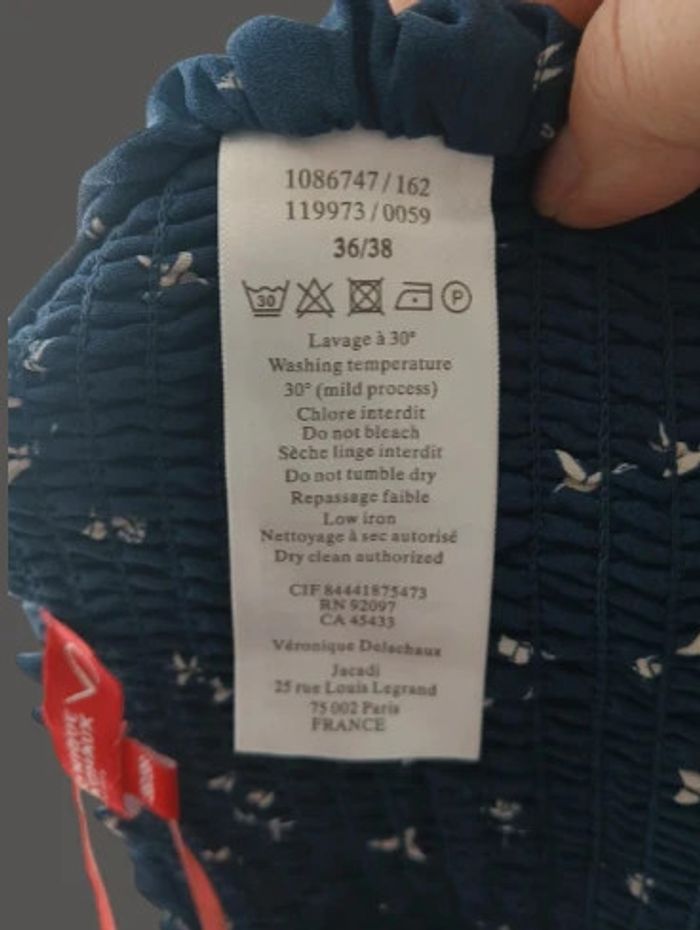 1086747/162
119973/0059
36/38
30
P
Lavage à 30°
Washing temperature
30° (mild process)
Chlore interdit
Do not bleach
Sèche linge interdit
Do not tumble dry
Repassage faible
Low iron
Nettoyage à sec autorisé
Dry clean authorized
CIF 84441875473
RN 92097
CA 45433
Véronique Delachaux
Jacadi
25 rue Louis Legrand
75 002 Paris
FRANCE